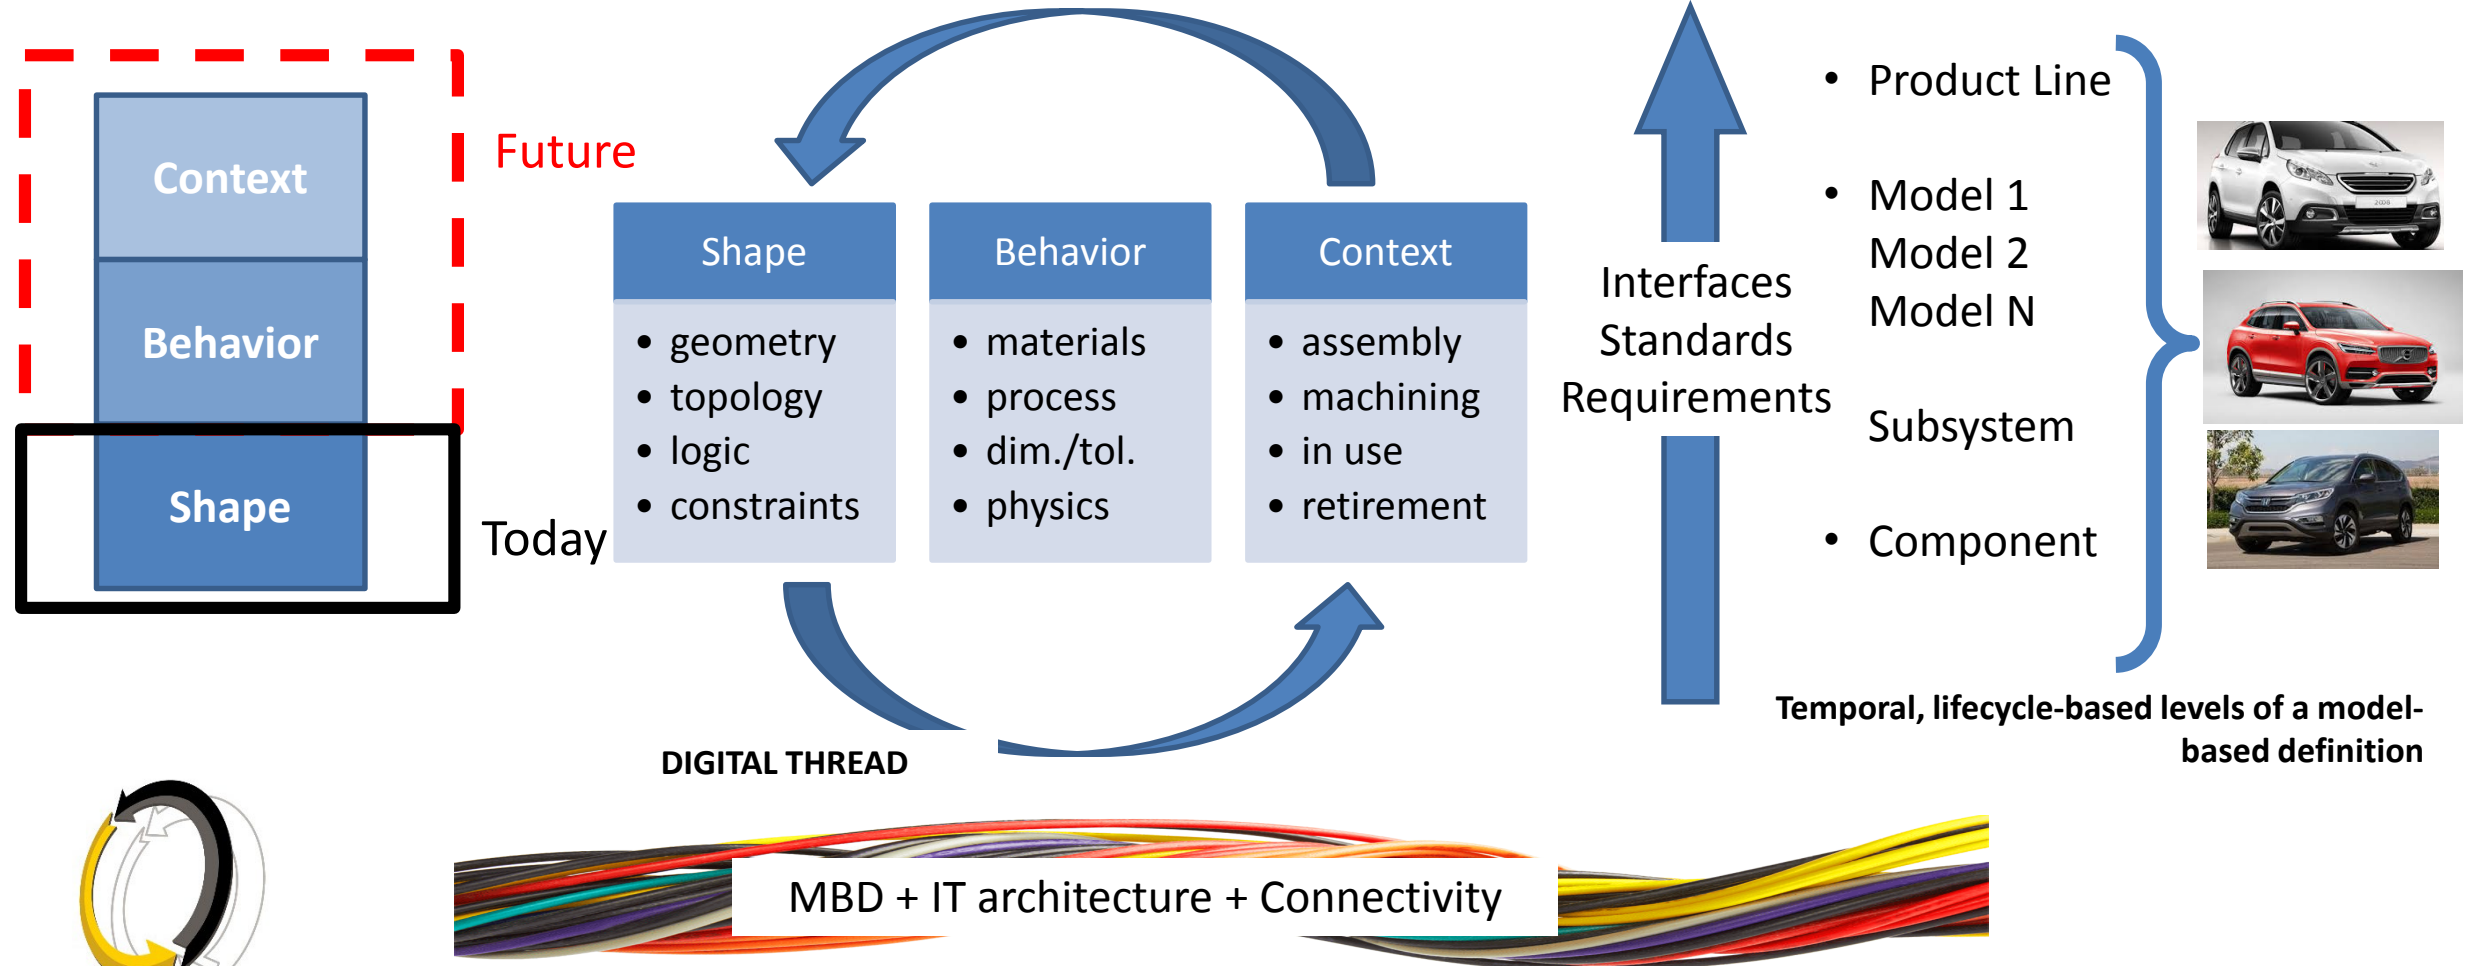 Context
Behavior
Shape
Future
Today
Shape
• geometry
• topology
• logic
• constraints
Behavior
• materials
• process
• dim./tol.
• physics
Context
• assembly
• machining
• in use
• retirement
DIGITAL THREAD
Interfaces
Standards
Requirements
• Product Line
• Model 1
Model 2
Model N
Subsystem
• Component
2008
Temporal, lifecycle-based levels of a model-
based definition
MBD + IT architecture + Connectivity